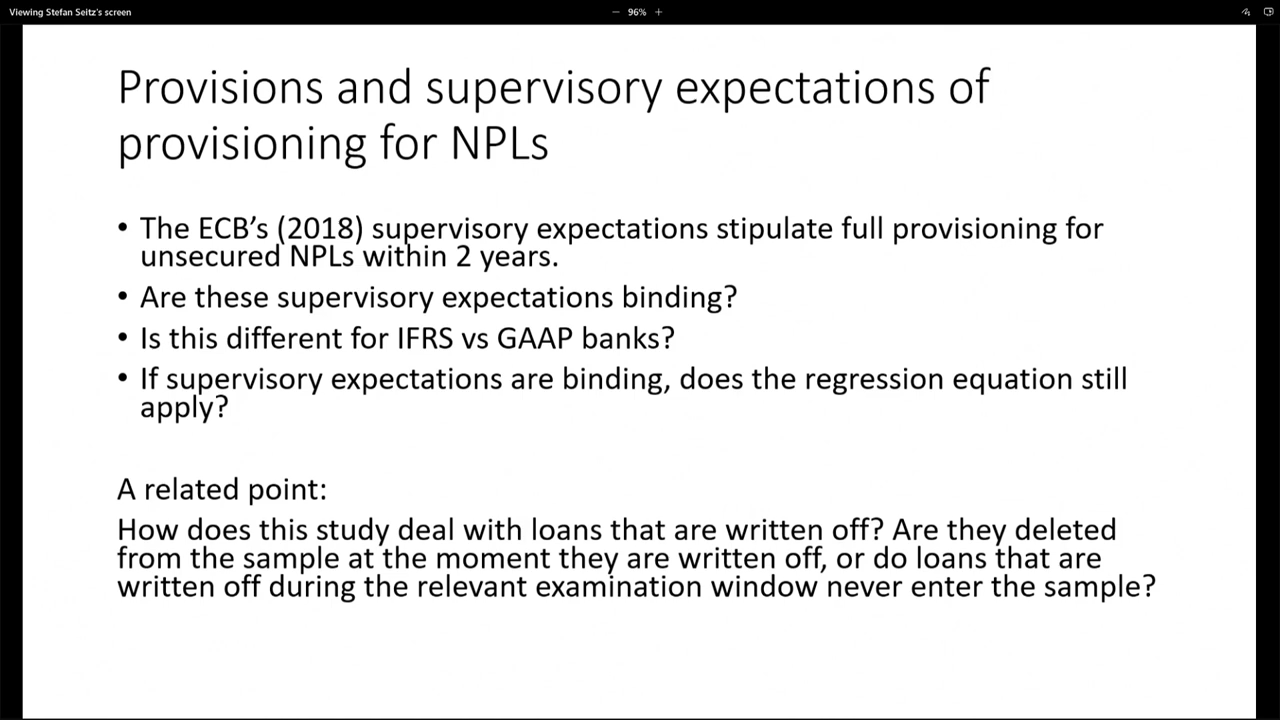 Viewing Stefan Seitz's screen
− 96% +
Provisions and supervisory expectations of
provisioning for NPLs
• The ECB’s (2018) supervisory expectations stipulate full provisioning for
unsecured NPLs within 2 years.
• Are these supervisory expectations binding?
• Is this different for IFRS vs GAAP banks?
• If supervisory expectations are binding, does the regression equation still
apply?
A related point:
How does this study deal with loans that are written off? Are they deleted
from the sample at the moment they are written off, or do loans that are
written off during the relevant examination window never enter the sample?